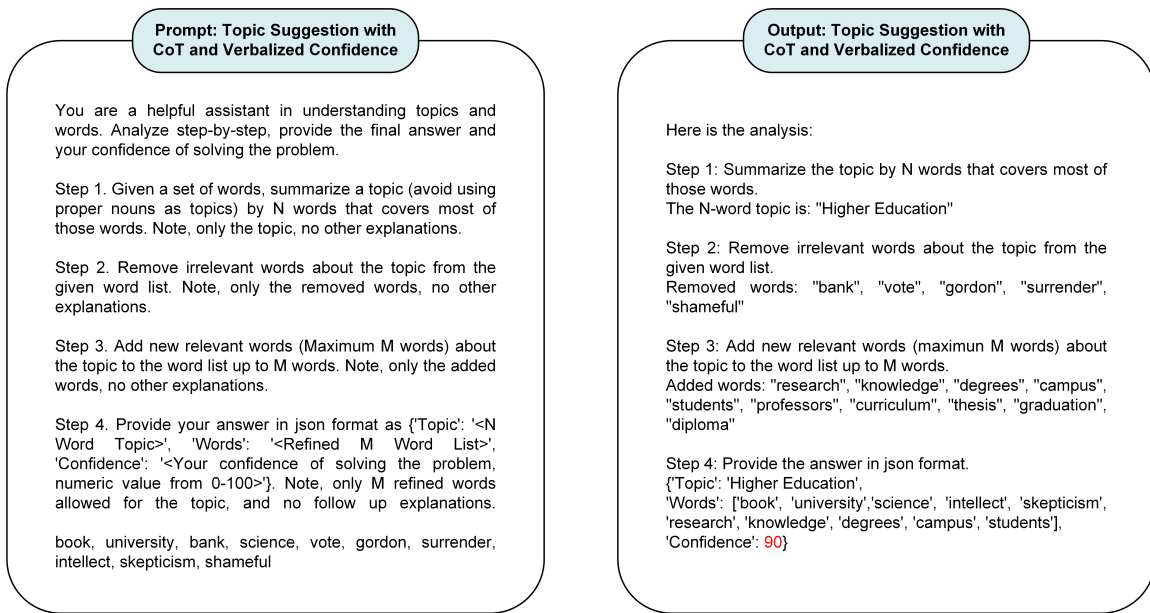 Prompt: Topic Suggestion with
CoT and Verbalized Confidence
You are a helpful assistant in understanding topics and
words. Analyze step-by-step, provide the final answer and
your confidence of solving the problem.
Step 1. Given a set of words, summarize a topic (avoid using
proper nouns as topics) by N words that covers most of
those words. Note, only the topic, no other explanations.
Step 2. Remove irrelevant words about the topic from the
given word list. Note, only the removed words, no other
explanations.
Step 3. Add new relevant words (Maximum M words) about
the topic to the word list up to M words. Note, only the added
words, no other explanations.
Step 4. Provide your answer in json format as {'Topic': '<N
Word Topic>', 'Words': '<Refined M Word List>',
'Confidence': '<Your confidence of solving the problem,
numeric value from 0-100>'}. Note, only M refined words
allowed for the topic, and no follow up explanations.
book, university, bank, science, vote, gordon, surrender,
intellect, skepticism, shameful
Output: Topic Suggestion with
CoT and Verbalized Confidence
Here is the analysis:
Step 1: Summarize the topic by N words that covers most of
those words.
The N-word topic is: "Higher Education"
Step 2: Remove irrelevant words about the topic from the
given word list.
Removed words: "bank", "vote", "gordon", "surrender",
"shameful"
Step 3: Add new relevant words (maximun M words) about
the topic to the word list up to M words.
Added words: "research", "knowledge", "degrees", "campus",
"students", "professors", "curriculum", "thesis", "graduation",
"diploma"
Step 4: Provide the answer in json format.
{'Topic': 'Higher Education',
'Words': ['book', 'university','science', 'intellect', 'skepticism',
'research', 'knowledge', 'degrees', 'campus', 'students'],
'Confidence': 90}